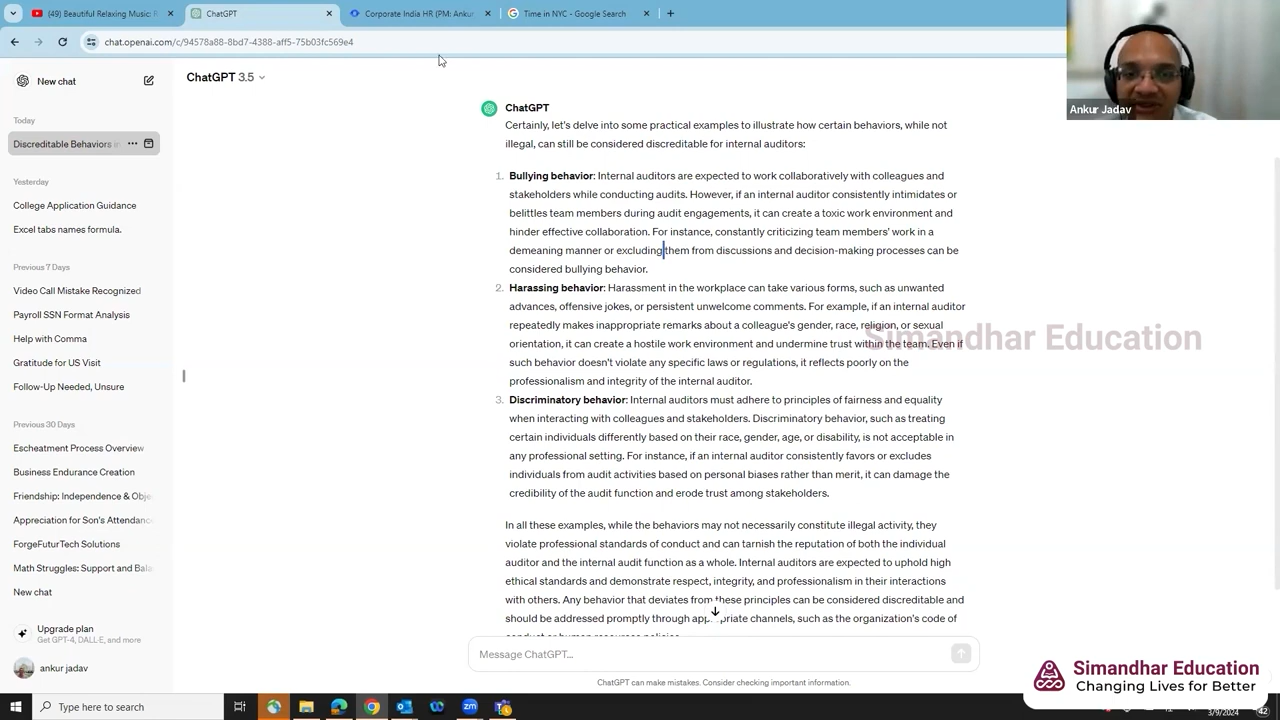 (49) Beautiful Relaxing Music
ChatGPT
Corporate India HR (PM: Ankur
Time in NYC - Google Search
chat.openai.com/c/94578a88-8bd7-4388-aff5-75b03fc569e4
Ankur Jadav
New chat
ChatGPT 3.5
Today
Discreditable Behaviors in
Yesterday
College Application Guidance
Excel tabs names formula.
Previous 7 Days
Video Call Mistake Recognized
Payroll SSN Format Analysis
Help with Comma
Gratitude for US Visit
Follow-Up Needed, Unsure
Previous 30 Days
Escheatment Process Overview
Business Endurance Creation
Friendship: Independence & Obje
Appreciation for Son's Attendanc
ForgeFuturTech Solutions
Math Struggles: Support and Bala
New chat
Upgrade plan
Get GPT-4, DALL·E, and more
ankur jadav
ChatGPT
Certainly, let's delve into some practical examples to illustrate how certain behaviors, while not
illegal, can still be considered discreditable for internal auditors:
1. Bullying behavior: Internal auditors are expected to work collaboratively with colleagues and
stakeholders while conducting audits. However, if an internal auditor consistently intimidates or
belittles team members during audit engagements, it can create a toxic work environment and
hinder effective collaboration. For instance, constantly criticizing team members' work in a
demeaning manner or excluding them from discussions and decision-making processes can be
considered bullying behavior.
2. Harassing behavior: Harassment in the workplace can take various forms, such as unwanted
advances, offensive jokes, or persistent unwelcome comments. For example, if an internal auditor
repeatedly makes inappropriate remarks about a colleague's gender, race, religion, or sexual
orientation, it can create a hostile work environment and undermine trust within the team. Even if
such behavior doesn't violate any specific laws or regulations, it reflects poorly on the
professionalism and integrity of the internal auditor.
3. Discriminatory behavior: Internal auditors must adhere to principles of fairness and equality
when interacting with colleagues and stakeholders. Discriminatory behavior, such as treating
certain individuals differently based on their race, gender, age, or disability, is not acceptable in
any professional setting. For instance, if an internal auditor consistently favors or excludes
individuals from audit activities based on personal biases rather than merit, it can damage the
credibility of the audit function and erode trust among stakeholders.
In all these examples, while the behaviors may not necessarily constitute illegal activity, they
violate professional standards of conduct and can tarnish the reputation of both the individual
auditor and the internal audit function as a whole. Internal auditors are expected to uphold high
ethical standards and demonstrate respect, integrity, and professionalism in their interactions
with others. Any behavior that deviates from these principles can be considered discreditable and
should be addressed promptly through appropriate channels, such as the organization's code of
Simandhar Education
Message ChatGPT...
ChatGPT can make mistakes. Consider checking important information.
Simandhar Education
Changing Lives for Better
Type here to search
3/9/2024
42